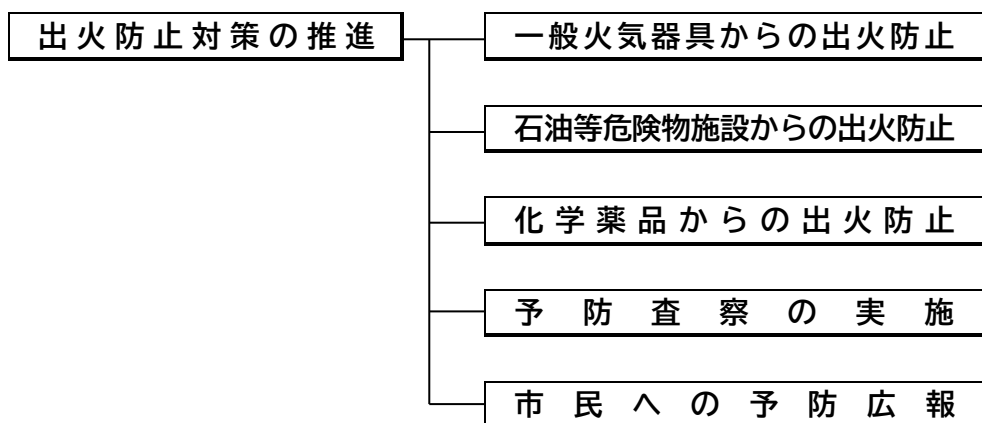 出火防止対策の推進
一般火気器具からの出火防止
石油等危険物施設からの出火防止
化学薬品からの出火防止
予防査察の実施
市民への予防広報